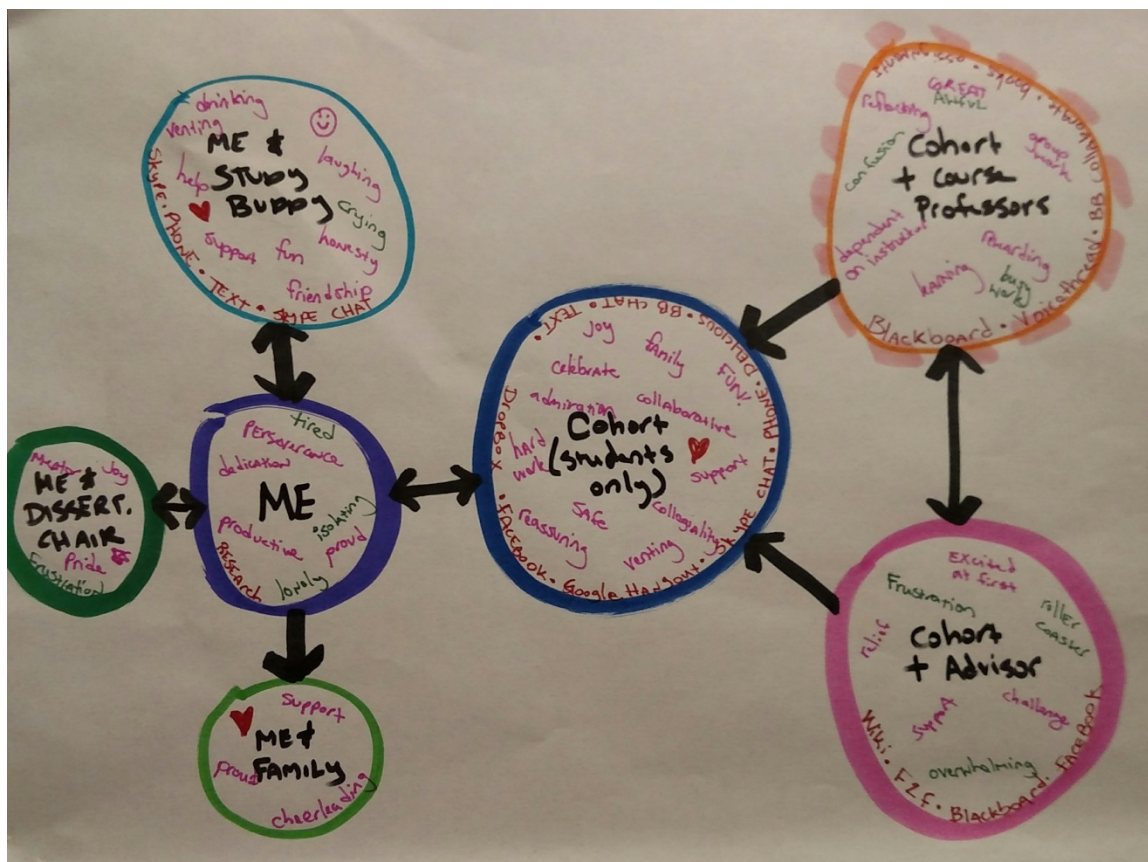 drinking
venting
ME &
STUDY
BUDDY
help
laughing
crying
honesty
support
fun
friendship
SKYPE • PHONE • TEXT • SKYPE CHAT
Mentor
Joy
ME &
DISSERT.
CHAIR
Pride
Frustration
tired
PERSEVERANCE
dedication
ME
isolating
productive
proud
RESEARCH
lonely
support
ME &
FAMILY
proud
cheerleading
joy
family
FUN!
celebrate
admiration
collaborative
hard
work
Cohort
(students
only)
support
safe
collegiality
reassuring
venting
DROPBOX • FACEBOOK • Google Hangout • SKYPE CHAT • PHONE • DELICIOUS • BB CHAT • TEXT •
GREAT
AWFUL
reflecting
group
work
confusion
Cohort
+ Course
Professors
dependent
on instructor
rewarding
learning
busy
work
Blackboard • Voicethread • BB Collaborate •
Excited
At first
Frustration
roller
coaster
relief
Cohort
+ Advisor
support
challenge
overwhelming
Wiki • F2F • Blackboard • FACEBOOK